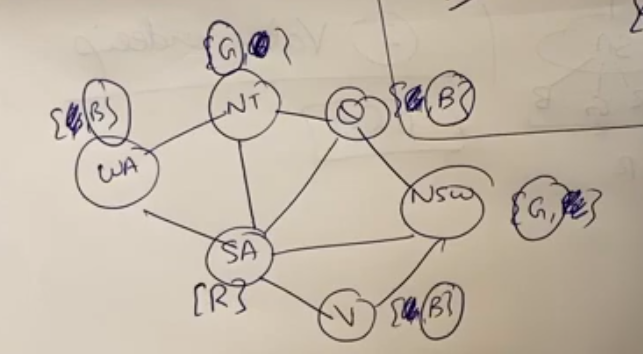 {G, }
{ , B}
NT
Q
{ , B}
WA
NSW
{G, }
SA
{R}
V
{ , B}